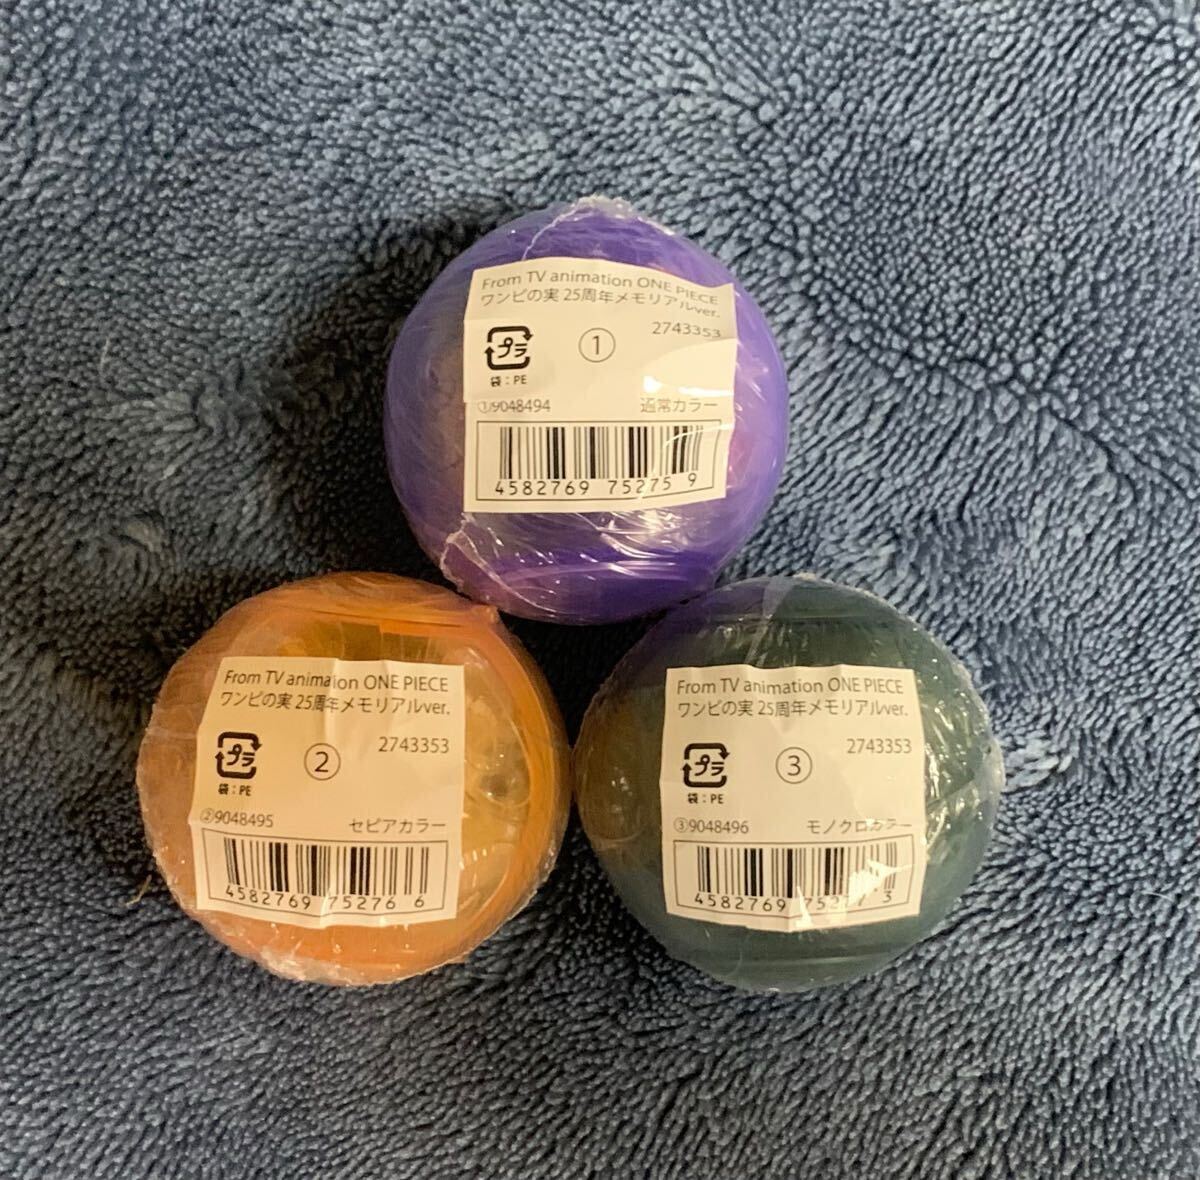 From TV animation ONE PIECE
ワンピの実 25周年メモリアルver.
2743353
プラ
①
袋：PE
①9048494 通常カラー
4582769 75275 9
From TV animation ONE PIECE
ワンピの実 25周年メモリアルver.
2743353
プラ
②
袋：PE
②9048495 セピアカラー
4582769 75276 6
From TV animation ONE PIECE
ワンピの実 25周年メモリアルver.
2743353
プラ
③
袋：PE
③9048496 モノクロカラー
4582769 75277 3